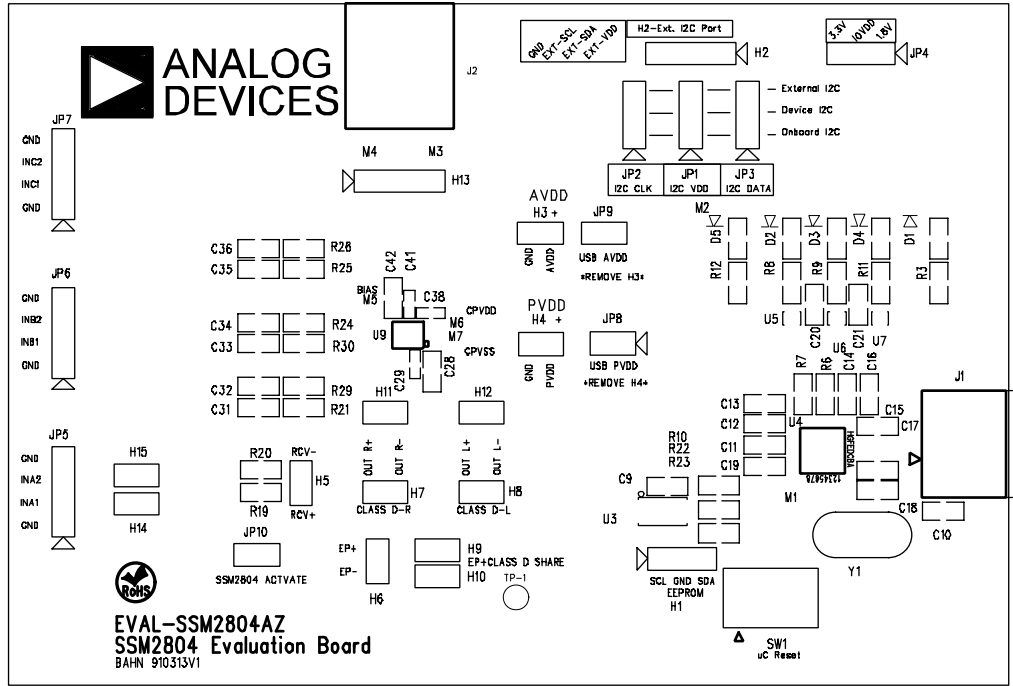 ANALOG
DEVICES
J2
GND
EXT-SCL
EXT-SDA
EXT-VDD
H2-Ext. I2C Port
H2
3.3V
IOVDD
1.8V
JP4
External I2C
Device I2C
Onboard I2C
JP2
JP1
JP3
I2C CLK
I2C VDD
I2C DATA
M2
JP7
GND
INC2
INC1
GND
M4
M3
H13
AVDD
H3 +
JP9
GND
AVDD
USB AVDD
*REMOVE H3*
D5
D2
D3
D4
D1
R12
R8
R9
R11
R3
C36
R26
C35
R25
C42
C41
BIAS
M5
C38
CPVDD
M6
M7
U9
CPVSS
C29
C28
JP6
GND
INB2
INB1
GND
C34
R24
C33
R30
C32
R29
C31
R21
PVDD
H4 +
JP8
GND
PVDD
USB PVDD
*REMOVE H4*
U5
C20
C21
U7
U6
R7
R6
C14
C16
J1
H11
H12
OUT R+
OUT R-
OUT L+
OUT L-
H7
H8
CLASS D-R
CLASS D-L
C13
C12
C11
C19
U4
HGFEDCBA
12345678
C15
C17
R10
R22
R23
C9
U3
M1
C18
C10
Y1
JP5
GND
INA2
INA1
GND
H15
H14
R20
R19
RCV-
H5
RCV+
JP10
SSM2804 ACTVATE
EP+
EP-
H6
H9
EP+CLASS D SHARE
H10
TP-1
SCL GND SDA
EEPROM
H1
SW1
uC Reset
RoHS
EVAL-SSM2804AZ
SSM2804 Evaluation Board
BAHN 910313V1